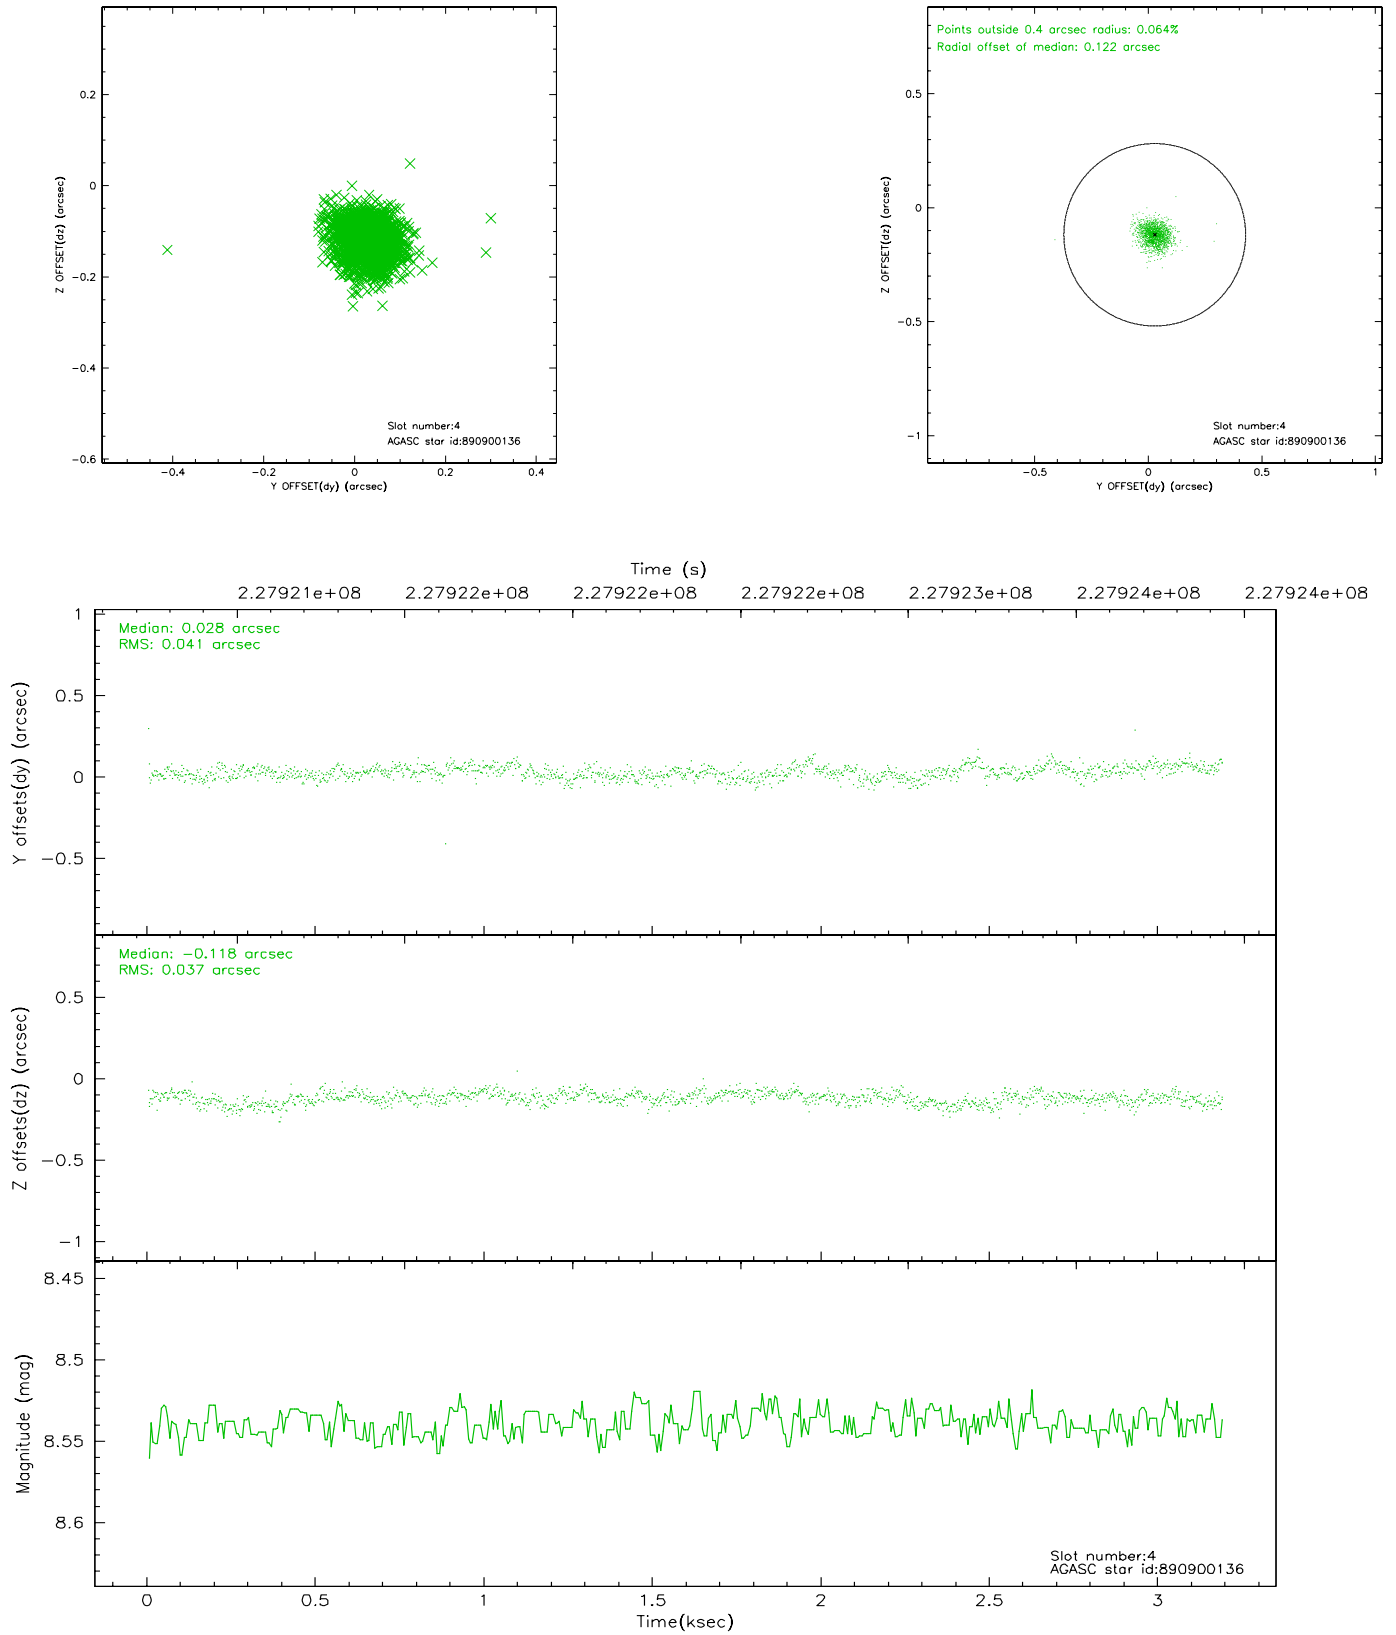 0.2
0
−0.2
−0.4
−0.6
Z OFFSET(dz) (arcsec)
−0.4
−0.2
0
0.2
0.4
Y OFFSET(dy) (arcsec)
Slot number:4
AGASC star id:890900136
Points outside 0.4 arcsec radius: 0.064%
Radial offset of median: 0.122 arcsec
0.5
0
−0.5
−1
Z OFFSET(dz) (arcsec)
−0.5
0
0.5
1
Y OFFSET(dy) (arcsec)
Slot number:4
AGASC star id:890900136
Time (s)
2.27921e+08
2.27922e+08
2.27922e+08
2.27922e+08
2.27923e+08
2.27924e+08
2.27924e+08
Median: 0.028 arcsec
RMS: 0.041 arcsec
1
0.5
0
−0.5
Y offsets(dy) (arcsec)
Median: −0.118 arcsec
RMS: 0.037 arcsec
0.5
0
−0.5
−1
Z offsets(dz) (arcsec)
8.45
8.5
8.55
8.6
Magnitude (mag)
Slot number:4
AGASC star id:890900136
0
0.5
1
1.5
2
2.5
3
Time(ksec)